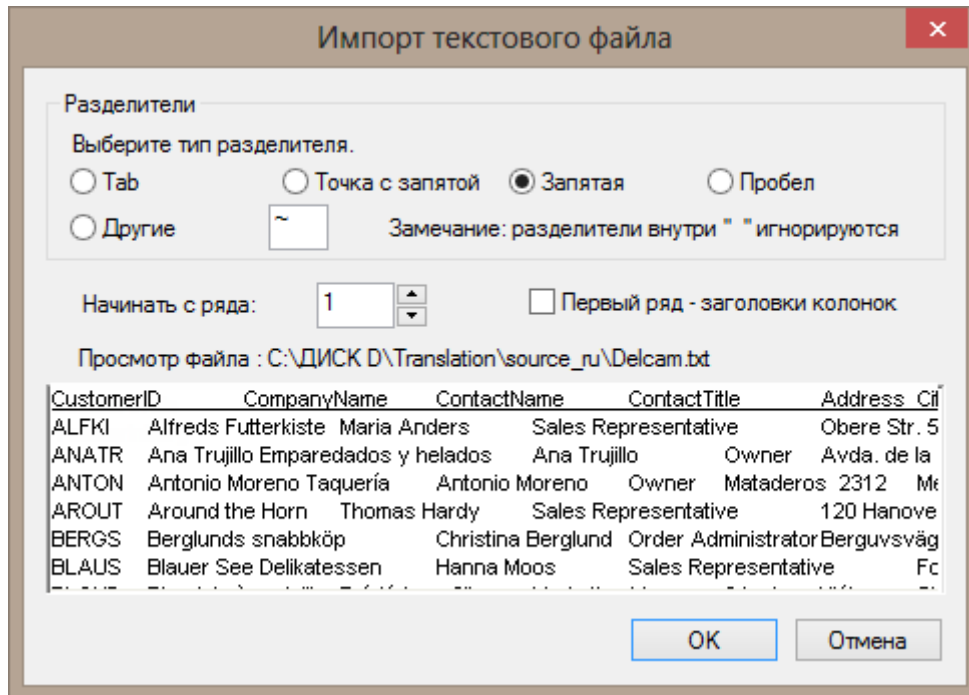 Импорт текстового файла
Разделители
Выберите тип разделителя.
Tab Точка с запятой Запятая Пробел
Другие ~ Замечание: разделители внутри " " игнорируются
Начинать с ряда: 1 Первый ряд - заголовки колонок
Просмотр файла : C:\ДИСК D\Translation\source_ru\Delcam.txt
CustomerID CompanyName ContactName ContactTitle Address
ALFKI Alfreds Futterkiste Maria Anders Sales Representative Obere Str. 5
ANATR Ana Trujillo Emparedados y helados Ana Trujillo Owner Avda. de la
ANTON Antonio Moreno Taquería Antonio Moreno Owner Mataderos 2312
AROUT Around the Horn Thomas Hardy Sales Representative 120 Hanove
BERGS Berglunds snabbköp Christina Berglund Order Administrator Berguvsväg
BLAUS Blauer See Delikatessen Hanna Moos Sales Representative Fo
OK Отмена